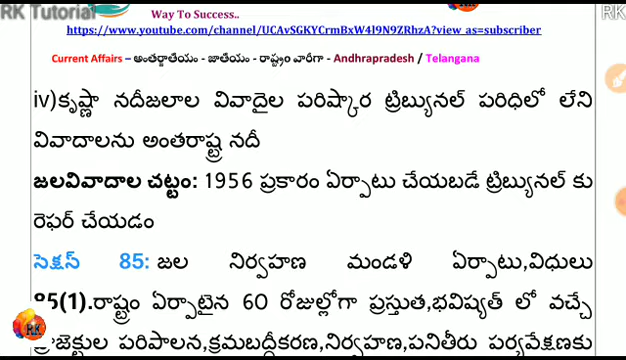 RK Tutorial
Way To Success..
RK
https://www.youtube.com/channel/UCAvSGKYCrmBxW4l9N9ZRhzA?view_as=subscriber
Current Affairs – అంతర్జాతీయం - జాతీయం - రాష్ట్రం వారీగా - Andhrapradesh / Telangana
iv)కృష్ణా నదీజలాల వివాదైల పరిష్కార ట్రిబ్యునల్ పరిధిలో లేని
వివాదాలను అంతరాష్ట్ర నదీ
జలవివాదాల చట్టం: 1956 ప్రకారం ఏర్పాటు చేయబడే ట్రిబ్యునల్ కు
రెఫర్ చేయడం
సెక్షన్ 85: జల నిర్వహణ మండళి ఏర్పాటు,విధులు
85(1).రాష్ట్రం ఏర్పాటైన 60 రోజుల్లోగా ప్రస్తుత,భవిష్యత్ లో వచ్చే
ప్రాజెక్టుల పరిపాలన,క్రమబద్దీకరణ,నిర్వహణ,పనితీరు పర్యవేక్షణకు
RK